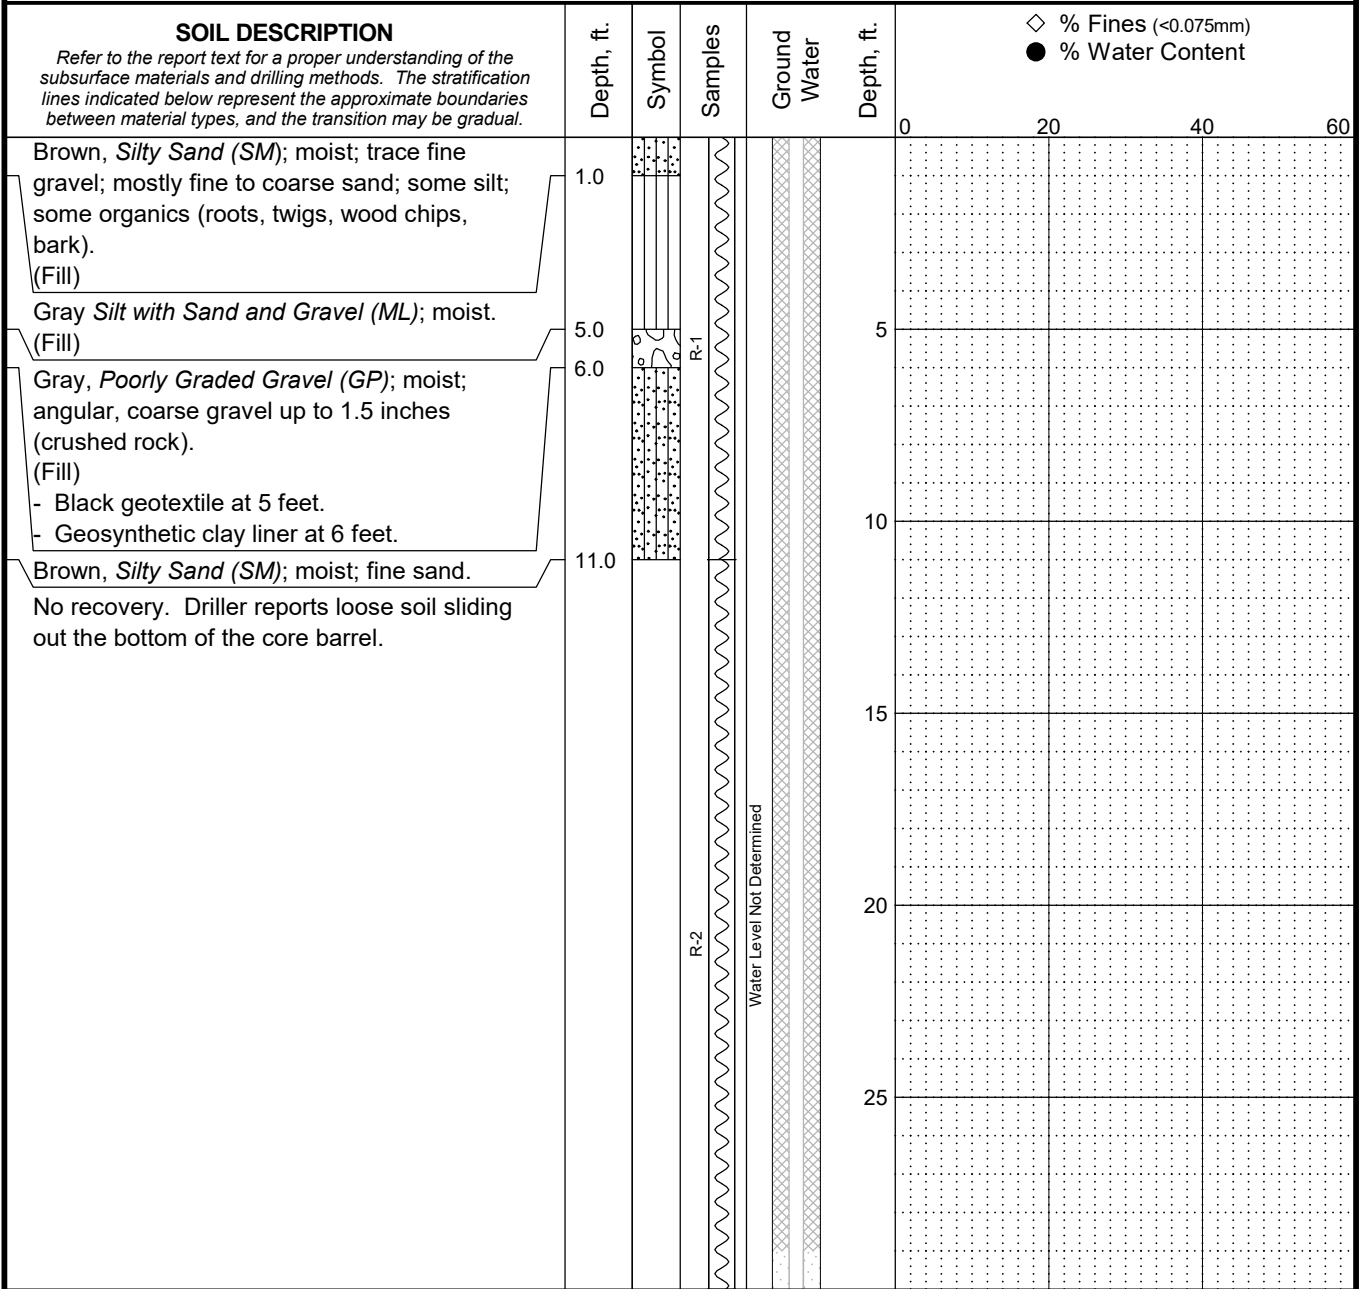 SOIL DESCRIPTION
Refer to the report text for a proper understanding of the
subsurface materials and drilling methods. The stratification
lines indicated below represent the approximate boundaries
between material types, and the transition may be gradual.
Depth, ft.
Symbol
Samples
Ground
Water
Depth, ft.
◇ % Fines (<0.075mm)
● % Water Content
0 20 40 60
Brown, Silty Sand (SM); moist; trace fine
gravel; mostly fine to coarse sand; some silt;
some organics (roots, twigs, wood chips,
bark).
(Fill)
Gray Silt with Sand and Gravel (ML); moist.
(Fill)
Gray, Poorly Graded Gravel (GP); moist;
angular, coarse gravel up to 1.5 inches
(crushed rock).
(Fill)
- Black geotextile at 5 feet.
- Geosynthetic clay liner at 6 feet.
Brown, Silty Sand (SM); moist; fine sand.
No recovery. Driller reports loose soil sliding
out the bottom of the core barrel.
1.0
5.0
6.0
11.0
R-1
R-2
Water Level Not Determined
5
10
15
20
25